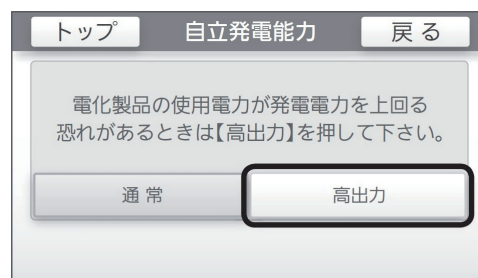 トップ 自立発電能力 戻る
電化製品の使用電力が発電電力を上回る
恐れがあるときは【高出力】を押して下さい。
通常 高出力